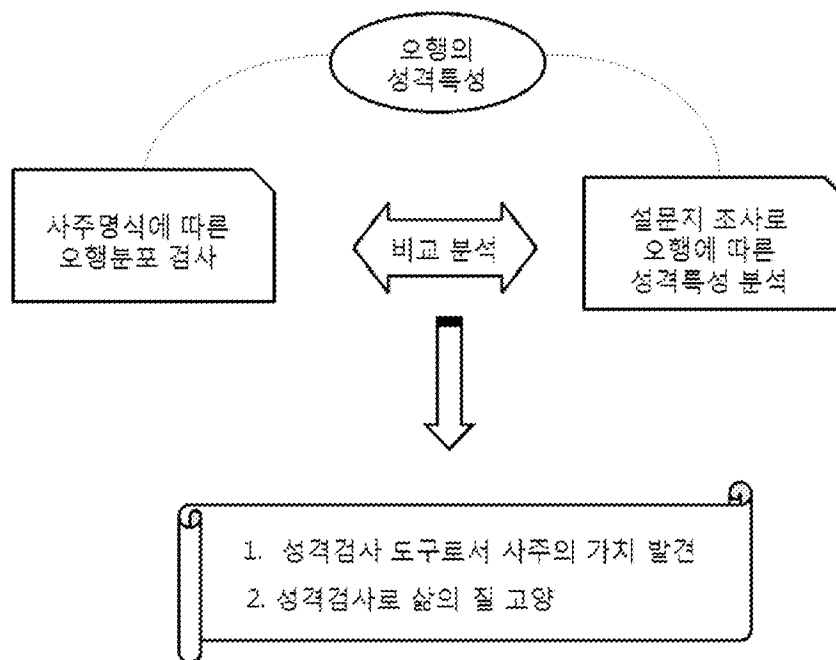 오행의
성격특성
사주명식에 따른
오행분포 검사
비교 분석
설문지 조사로
오행에 따른
성격특성 분석
1. 성격검사 도구로서 사주의 가치 발견
2. 성격검사로 삶의 질 고양